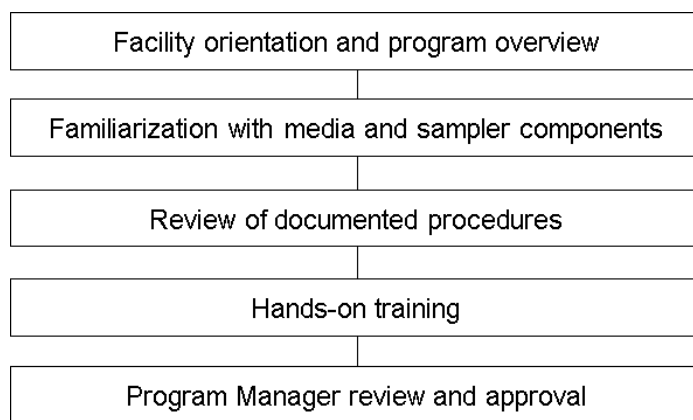 Facility orientation and program overview
Familiarization with media and sampler components
Review of documented procedures
Hands-on training
Program Manager review and approval